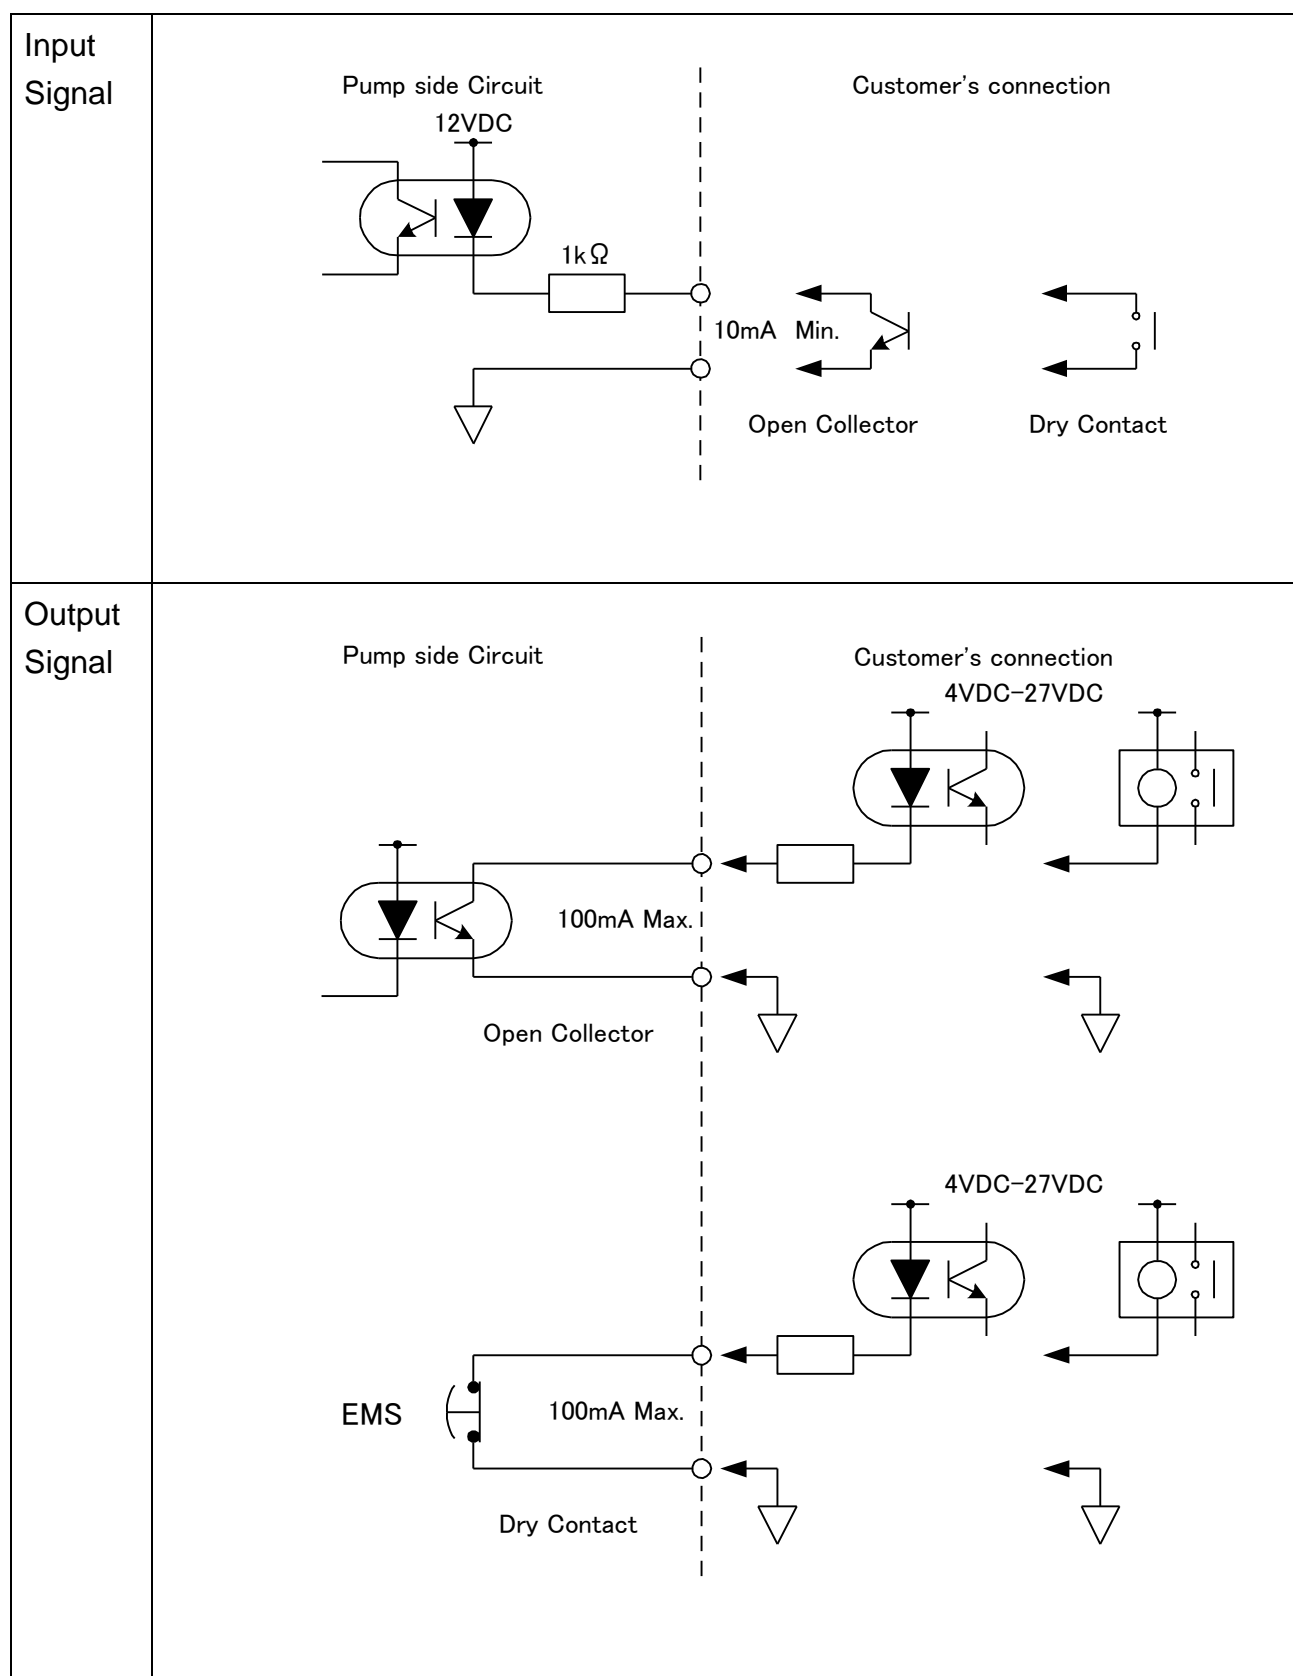 Input
Signal
Pump side Circuit
Customer's connection
12VDC
1kΩ
10mA Min.
Open Collector
Dry Contact
Output
Signal
Pump side Circuit
Customer's connection
4VDC-27VDC
100mA Max.
Open Collector
4VDC-27VDC
EMS
100mA Max.
Dry Contact